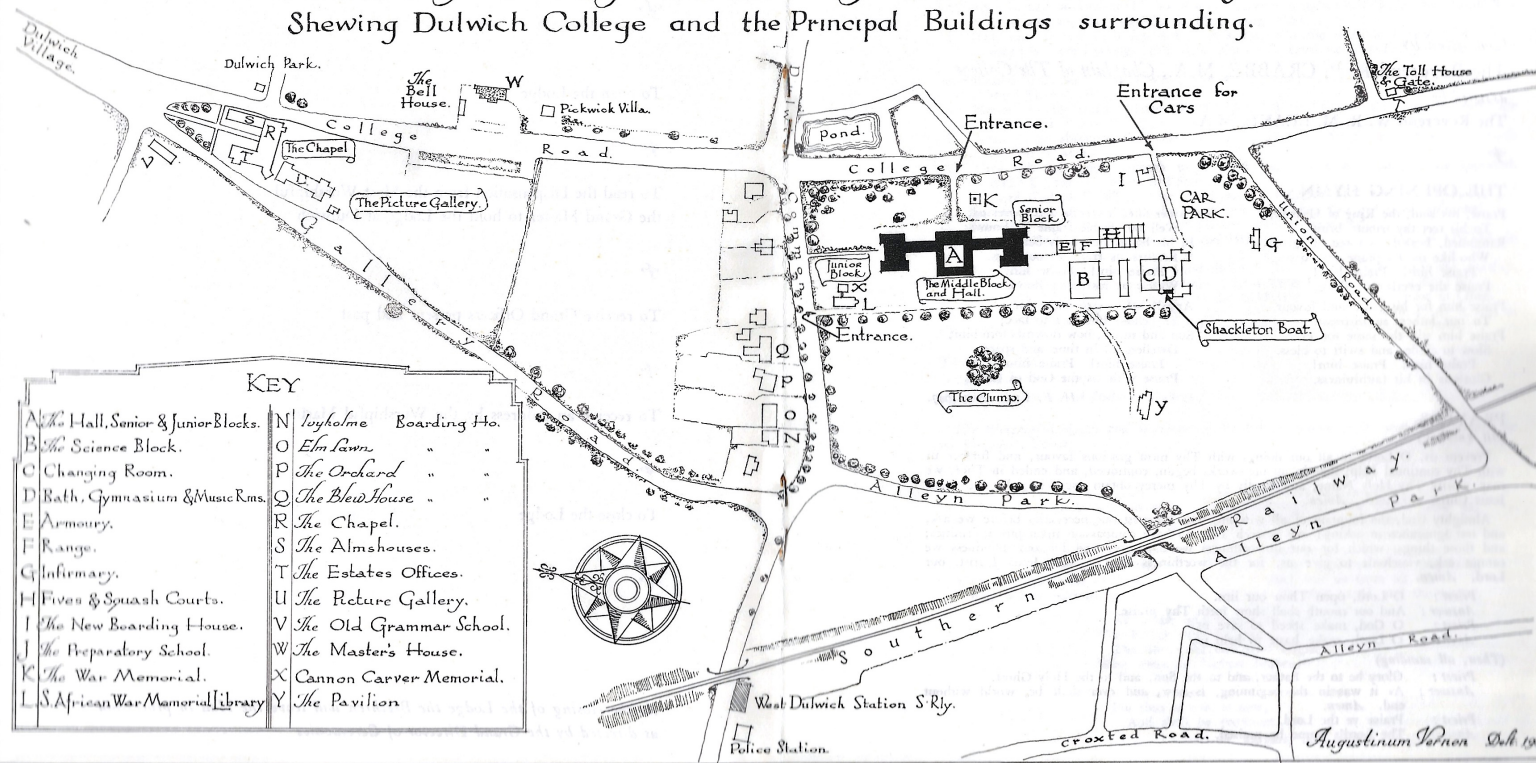 Shewing Dulwich College and the Principal Buildings surrounding.
Dulwich Village.
Dulwich Park.
The Bell House.
W
Pickwick Villa.
Pond.
Entrance.
Entrance for Cars
The Toll House & Gate.
College Road.
College Road.
S
R
T
U
V
The Chapel
The Picture Gallery.
Gallery Road.
K
I
CAR PARK.
Union Road
G
Senior Block
E F
H
A
B
C D
Junior Block
X
L
The Middle Block and Hall.
Shackleton Boat.
Entrance.
The Clump.
Y
Q
P
O
N
Alleyn Park.
Southern Railway.
Alleyn Park.
Alleyn Road.
Croxted Road.
West Dulwich Station S.Rly.
Police Station.
Augustinum Vernon Delt. 19
KEY
A The Hall, Senior & Junior Blocks.
B The Science Block.
C Changing Room.
D Bath, Gymnasium & Music Rms.
E Armoury.
F Range.
G Infirmary.
H Fives & Squash Courts.
I The New Boarding House.
J The Preparatory School.
K The War Memorial.
L S. African War Memorial Library
N Ivyholme Boarding Ho.
O Elm Lawn " "
P The Orchard " "
Q The Blew House " "
R The Chapel.
S The Almshouses.
T The Estates Offices.
U The Picture Gallery.
V The Old Grammar School.
W The Master's House.
X Cannon Carver Memorial.
Y The Pavilion